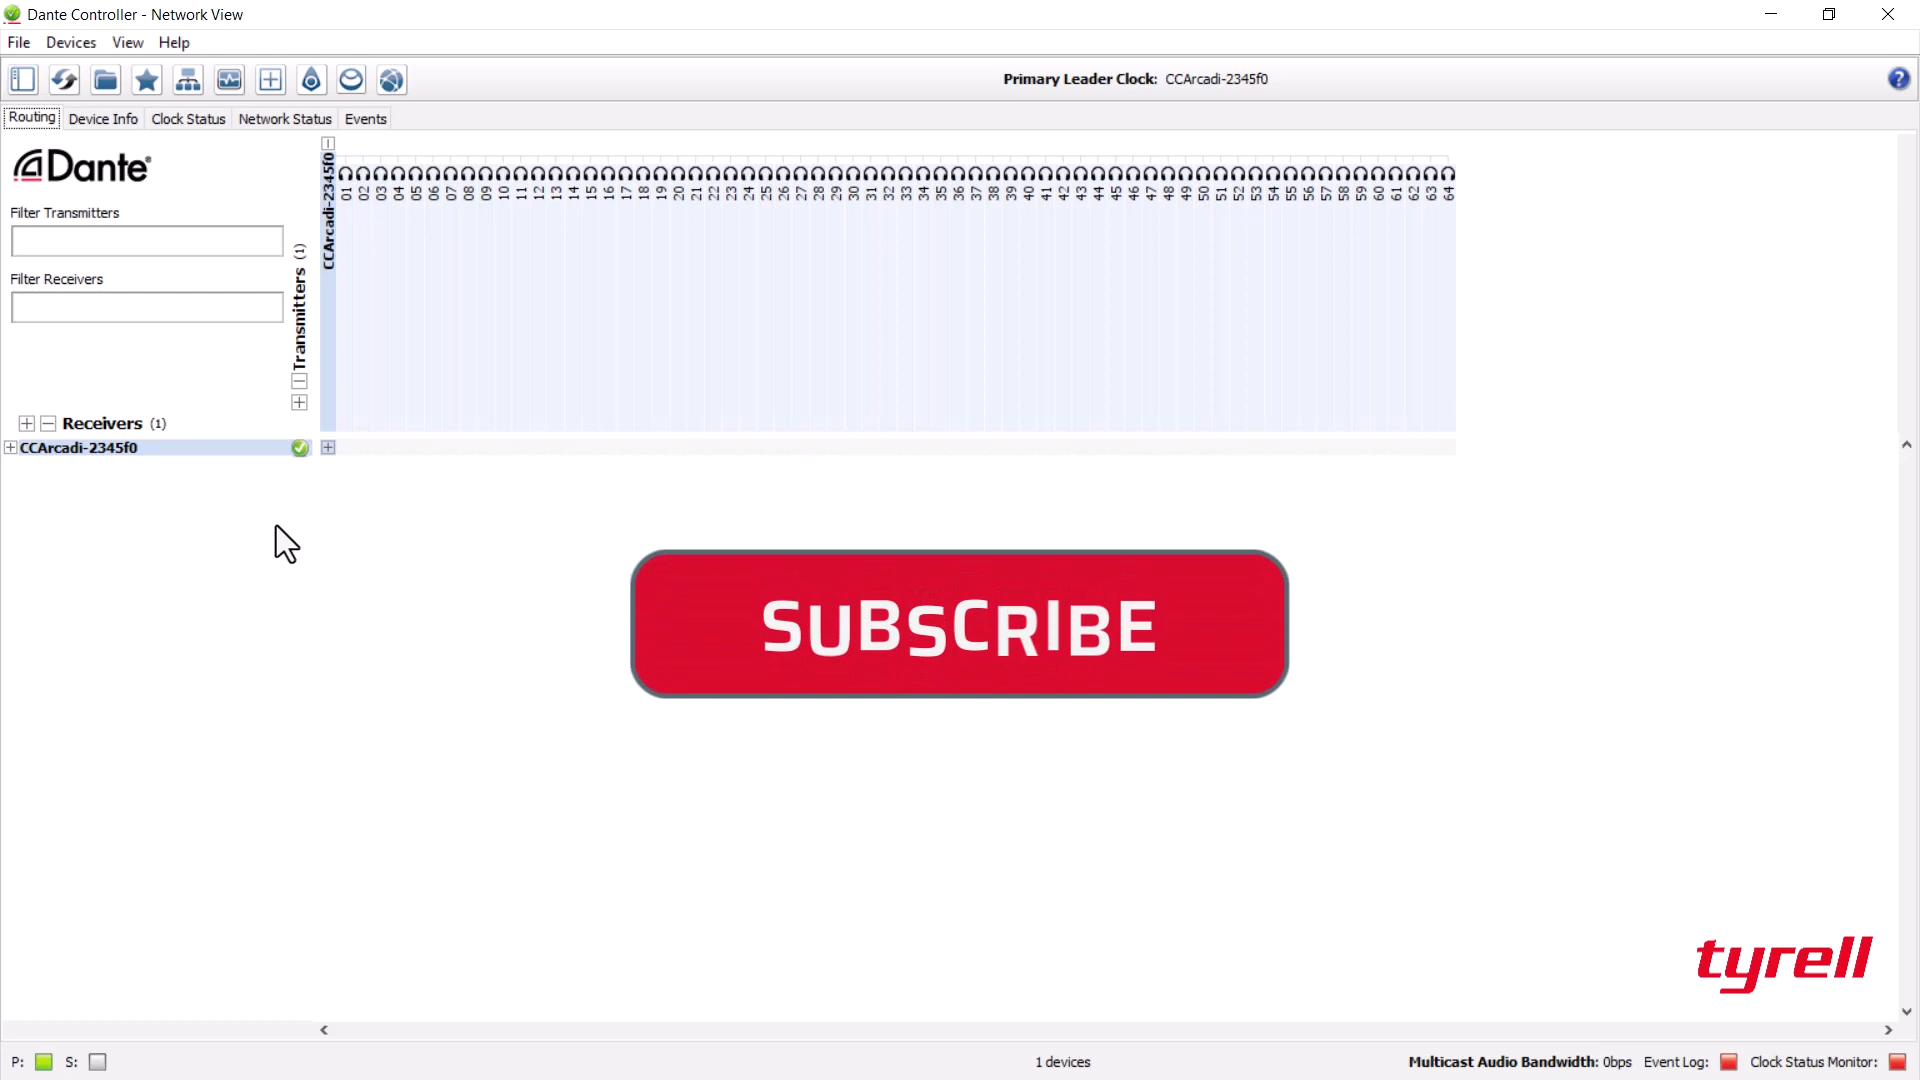 Dante Controller - Network View
File Devices View Help
Primary Leader Clock: CCArcadi-2345f0
?
Routing Device Info Clock Status Network Status Events
Dante
Filter Transmitters
Filter Receivers
Transmitters (1)
CCArcadi-2345f0
01 02 03 04 05 06 07 08 09 10 11 12 13 14 15 16 17 18 19 20 21 22 23 24 25 26 27 28 29 30 31 32 33 34 35 36 37 38 39 40 41 42 43 44 45 46 47 48 49 50 51 52 53 54 55 56 57 58 59 60 61 62 63 64
Receivers (1)
CCArcadi-2345f0
SUBSCRIBE
tyrell
P: S: 1 devices Multicast Audio Bandwidth: 0bps Event Log: Clock Status Monitor: